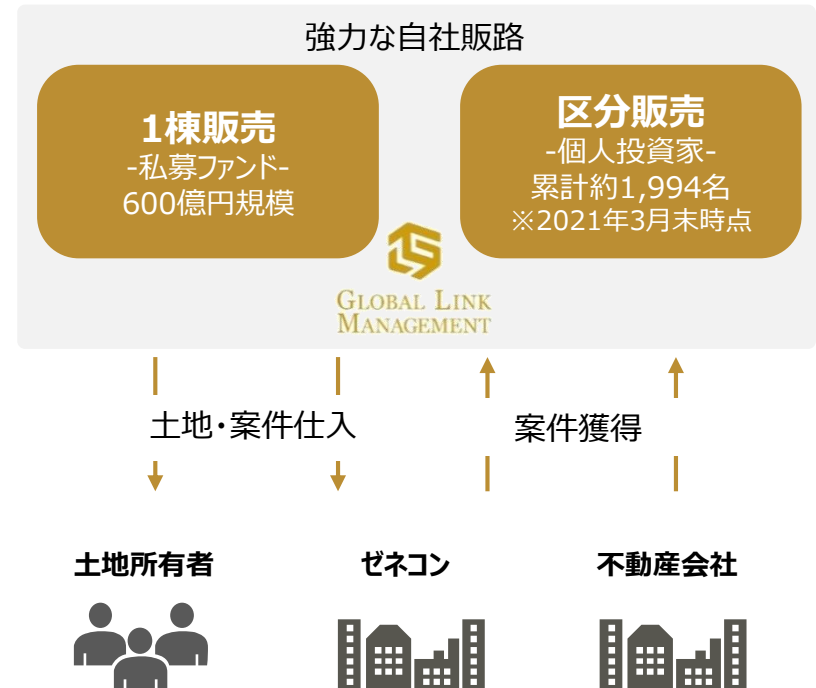 強力な自社販路
1棟販売
-私募ファンド-
600億円規模
区分販売
-個人投資家-
累計約1,994名
※2021年3月末時点
GLOBAL LINK
MANAGEMENT
土地・案件仕入
案件獲得
土地所有者
ゼネコン
不動産会社